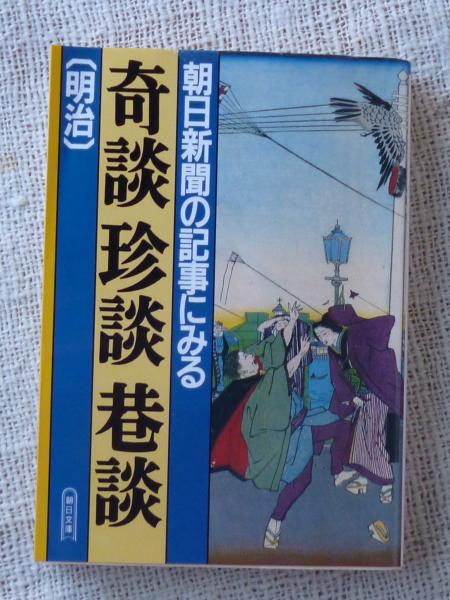 朝日新聞の記事にみる
奇談 珍談 巷談
〔明治〕
朝日文庫